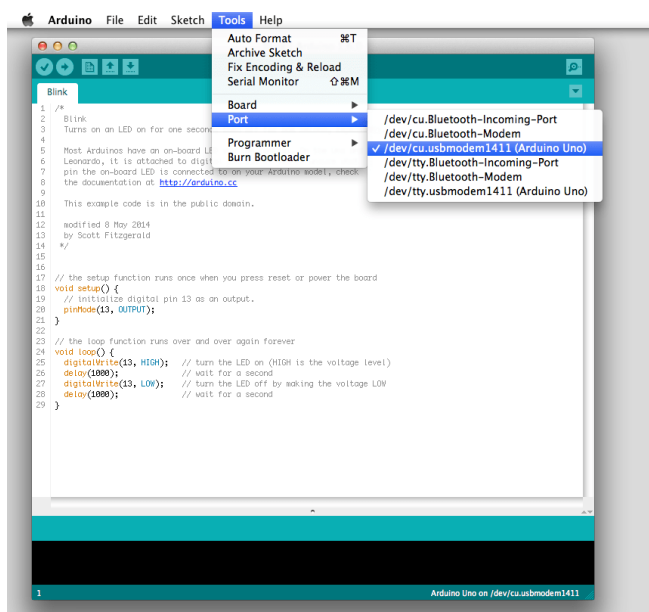 Arduino File Edit Sketch Tools Help
Auto Format ⌘T
Archive Sketch
Fix Encoding & Reload
Serial Monitor ⇧⌘M
Board ▶
Port ▶
Programmer ▶
Burn Bootloader
/dev/cu.Bluetooth-Incoming-Port
/dev/cu.Bluetooth-Modem
✓ /dev/cu.usbmodem1411 (Arduino Uno)
/dev/tty.Bluetooth-Incoming-Port
/dev/tty.Bluetooth-Modem
/dev/tty.usbmodem1411 (Arduino Uno)
Blink
1 /*
2 Blink
3 Turns on an LED on for one second
4
5 Most Arduinos have an on-board LE
6 Leonardo, it is attached to digit
7 pin the on-board LED is connected to on your Arduino model, check
8 the documentation at http://arduino.cc
9
10 This example code is in the public domain.
11
12 modified 8 May 2014
13 by Scott Fitzgerald
14 */
15
16
17 // the setup function runs once when you press reset or power the board
18 void setup() {
19 // initialize digital pin 13 as an output.
20 pinMode(13, OUTPUT);
21 }
22
23 // the loop function runs over and over again forever
24 void loop() {
25 digitalWrite(13, HIGH); // turn the LED on (HIGH is the voltage level)
26 delay(1000); // wait for a second
27 digitalWrite(13, LOW); // turn the LED off by making the voltage LOW
28 delay(1000); // wait for a second
29 }
1 Arduino Uno on /dev/cu.usbmodem1411